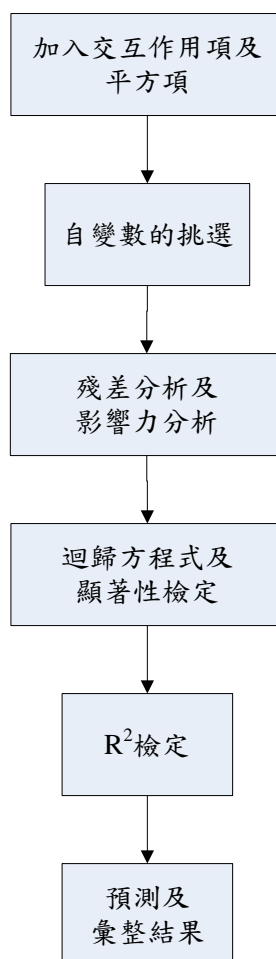 加入交互作用項及
平方項
自變數的挑選
殘差分析及
影響力分析
迴歸方程式及
顯著性檢定
R²檢定
預測及
彙整結果